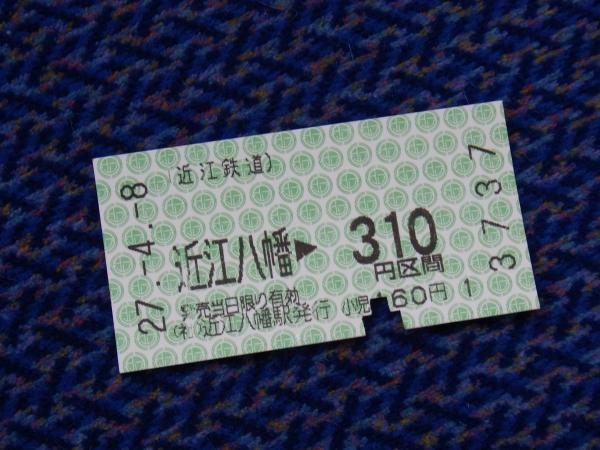 近江鉄道)
27.-4.-8
近江八幡▶ 310
円区間
発売当日限り有効
小児 160円
(ネ)近江八幡駅発行
1
3737